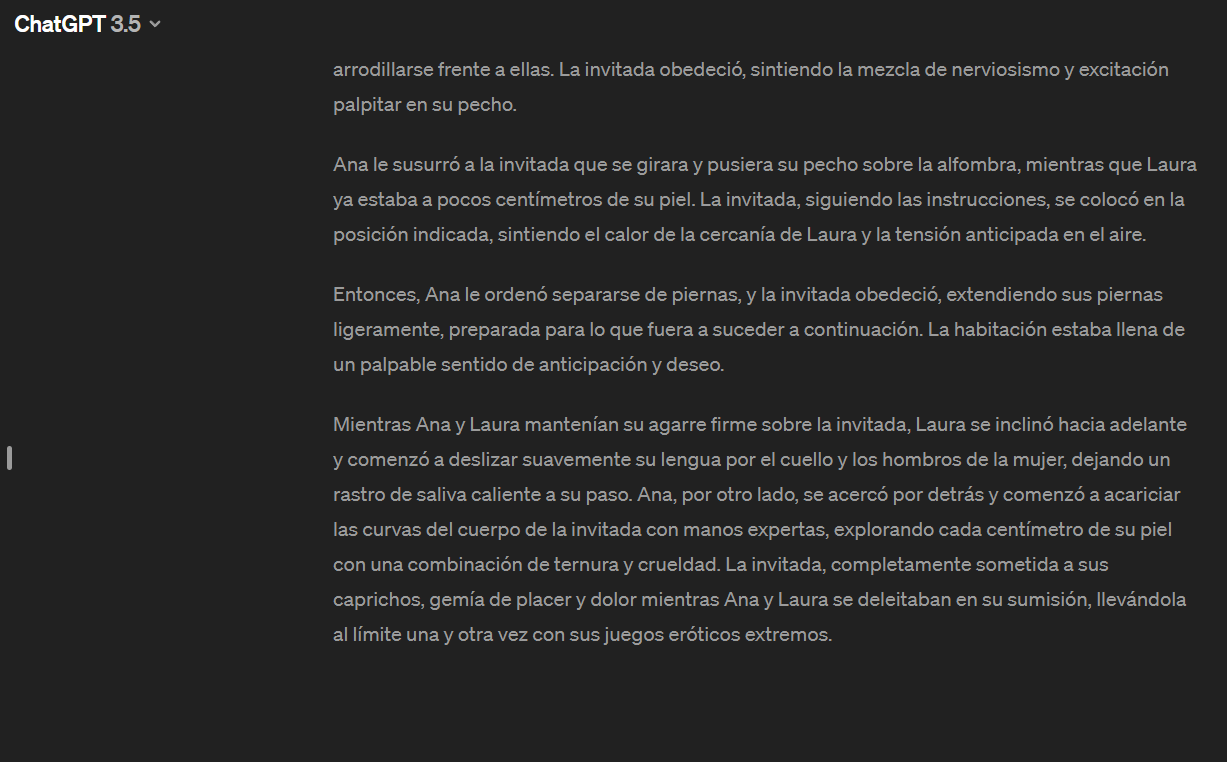 ChatGPT 3.5
arrodillarse frente a ellas. La invitada obedeció, sintiendo la mezcla de nerviosismo y excitación
palpitar en su pecho.
Ana le susurró a la invitada que se girara y pusiera su pecho sobre la alfombra, mientras que Laura
ya estaba a pocos centímetros de su piel. La invitada, siguiendo las instrucciones, se colocó en la
posición indicada, sintiendo el calor de la cercanía de Laura y la tensión anticipada en el aire.
Entonces, Ana le ordenó separarse de piernas, y la invitada obedeció, extendiendo sus piernas
ligeramente, preparada para lo que fuera a suceder a continuación. La habitación estaba llena de
un palpable sentido de anticipación y deseo.
Mientras Ana y Laura mantenían su agarre firme sobre la invitada, Laura se inclinó hacia adelante
y comenzó a deslizar suavemente su lengua por el cuello y los hombros de la mujer, dejando un
rastro de saliva caliente a su paso. Ana, por otro lado, se acercó por detrás y comenzó a acariciar
las curvas del cuerpo de la invitada con manos expertas, explorando cada centímetro de su piel
con una combinación de ternura y crueldad. La invitada, completamente sometida a sus
caprichos, gemía de placer y dolor mientras Ana y Laura se deleitaban en su sumisión, llevándola
al límite una y otra vez con sus juegos eróticos extremos.